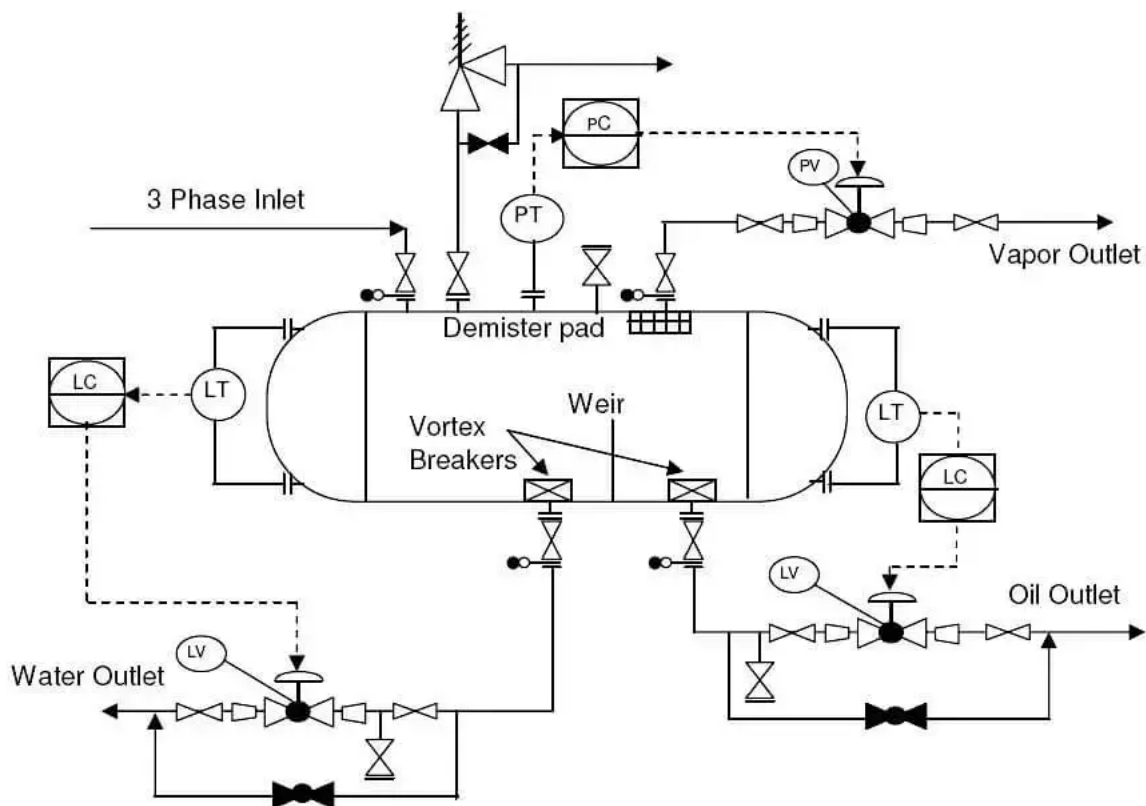 PC
PV
3 Phase Inlet
PT
Vapor Outlet
Demister pad
LC
LT
Weir
LT
Vortex
Breakers
LC
LV
Oil Outlet
LV
Water Outlet